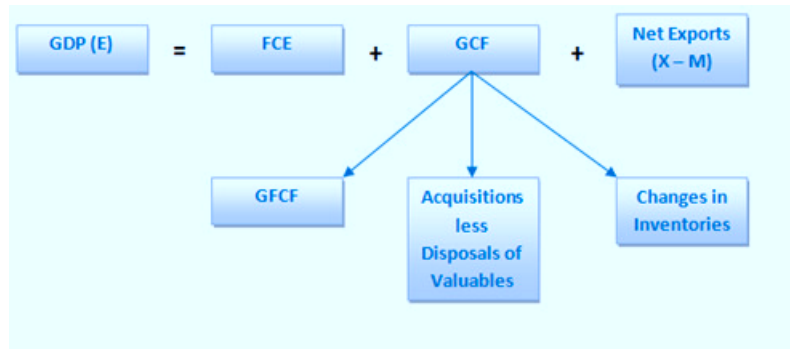 GDP (E) = FCE + GCF + Net Exports
(X – M)
GFCF
Acquisitions
less
Disposals of
Valuables
Changes in
Inventories